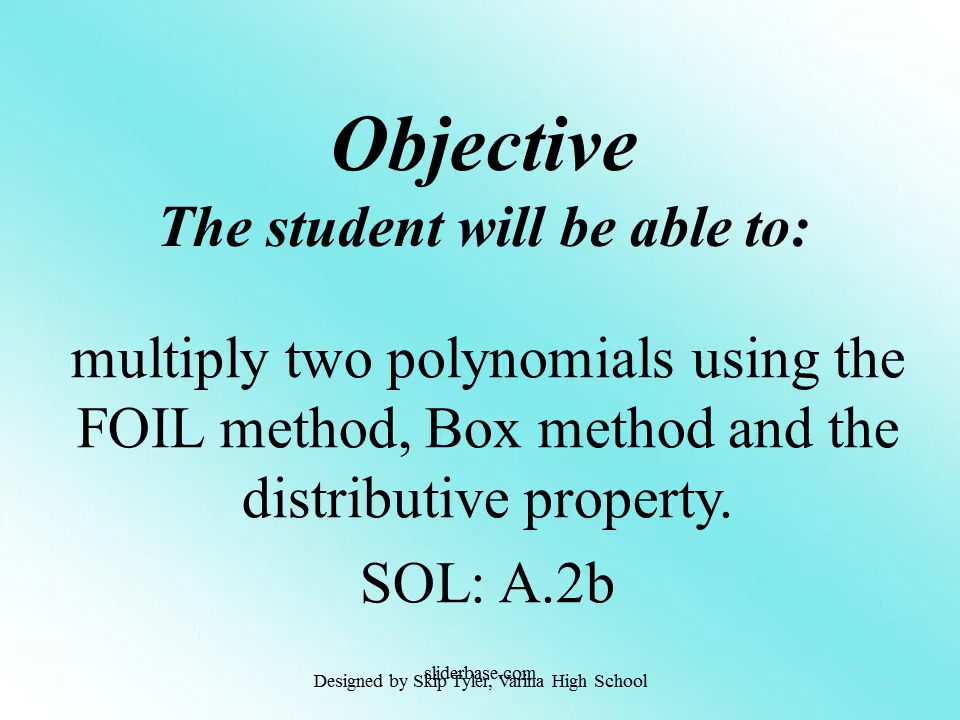 Objective
The student will be able to:
multiply two polynomials using the
FOIL method, Box method and the
distributive property.
SOL: A.2b
sliderbase.com
Designed by Skip Tyler, Varina High School